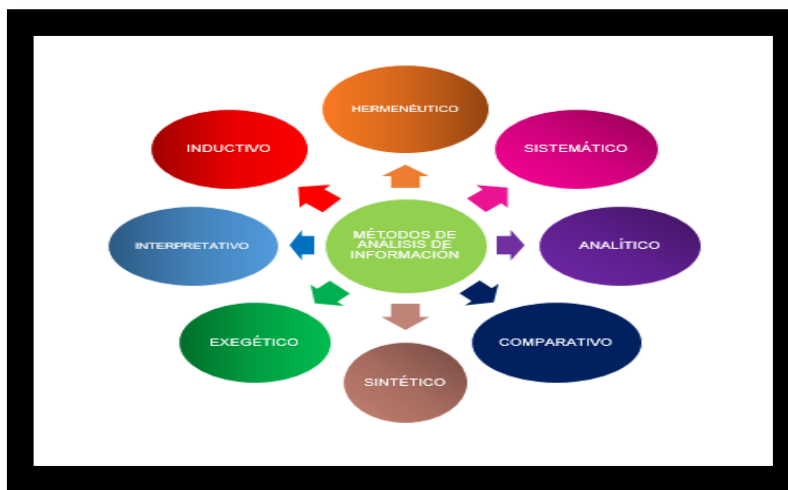 HERMENÉUTICO
INDUCTIVO
SISTEMÁTICO
MÉTODOS DE
ANÁLISIS DE
INFORMACIÓN
INTERPRETATIVO
ANALÍTICO
EXEGÉTICO
COMPARATIVO
SINTÉTICO